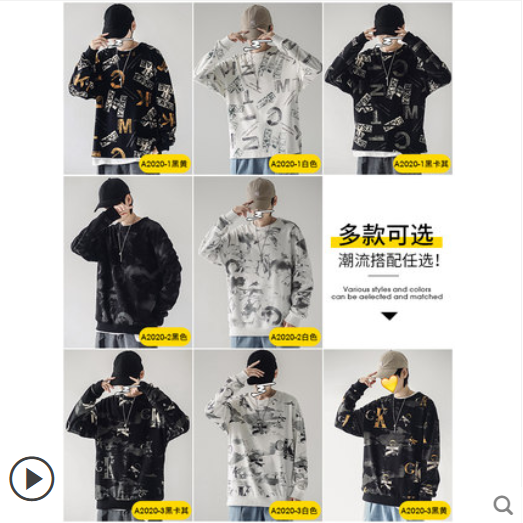 A2020-1黑黄
A2020-1白色
A2020-1黑卡其
A2020-2黑色
A2020-2白色
多款可选
潮流搭配任选!
Various styles and colors
can be aelected and matched
A2020-3黑卡其
A2020-3白色
A2020-3黑黄